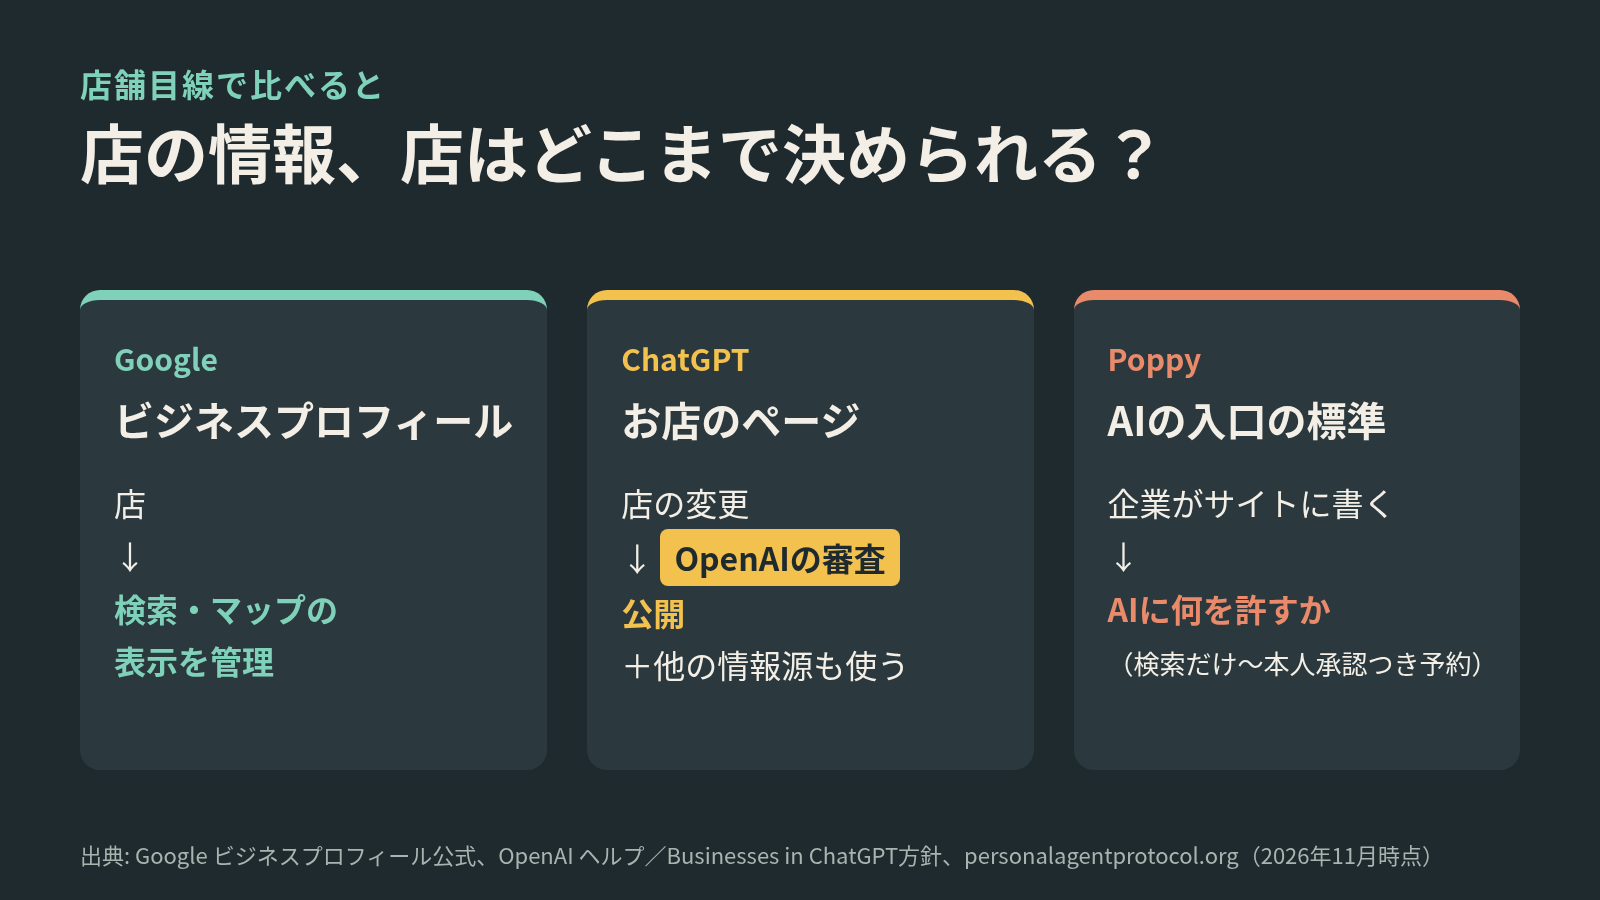 店舗目線で比べると
店の情報、店はどこまで決められる？
Google
ビジネスプロフィール
店
↓
検索・マップの
表示を管理
ChatGPT
お店のページ
店の変更
↓ OpenAIの審査
公開
＋他の情報源も使う
Poppy
AIの入口の標準
企業がサイトに書く
↓
AIに何を許すか
（検索だけ〜本人承認つき予約）
出典: Google ビジネスプロフィール公式、OpenAI ヘルプ／Businesses in ChatGPT方針、personalagentprotocol.org（2026年11月時点）